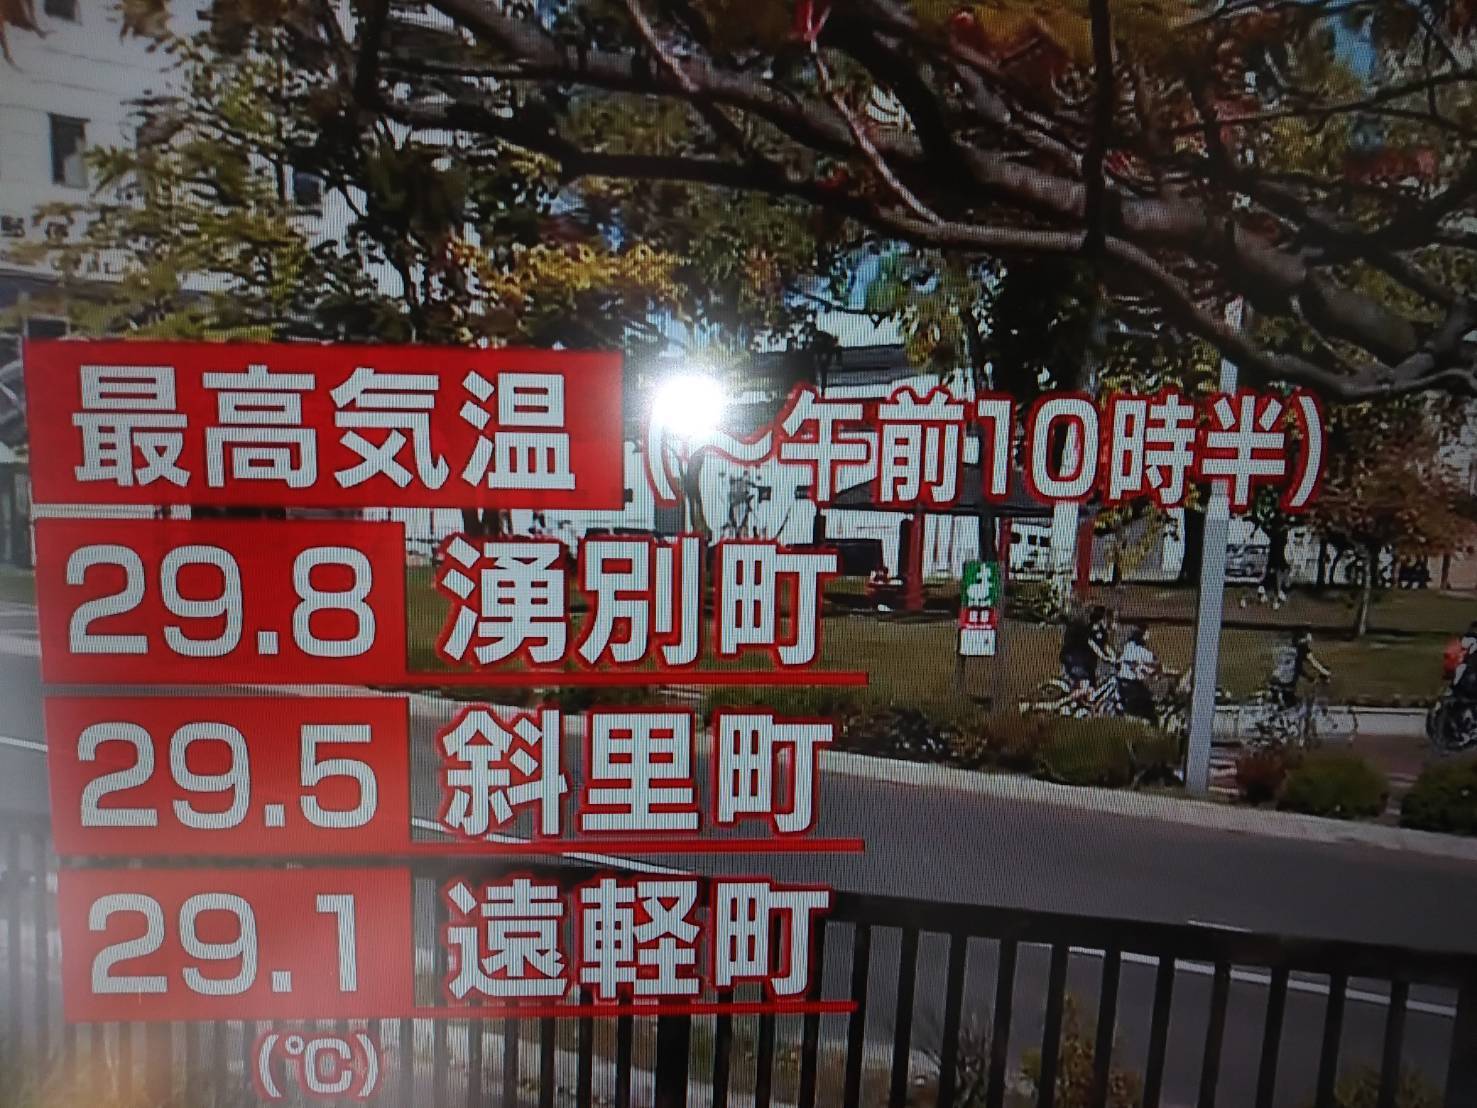 最高気温 (～午前10時半)
29.8 湧別町
29.5 斜里町
29.1 遠軽町
(℃)